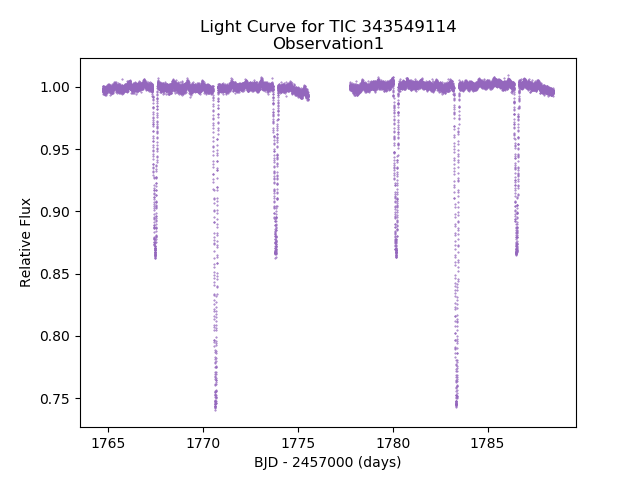 Light Curve for TIC 343549114
Observation1
1.00
0.95
0.90
0.85
0.80
0.75
Relative Flux
1765
1770
1775
1780
1785
BJD - 2457000 (days)